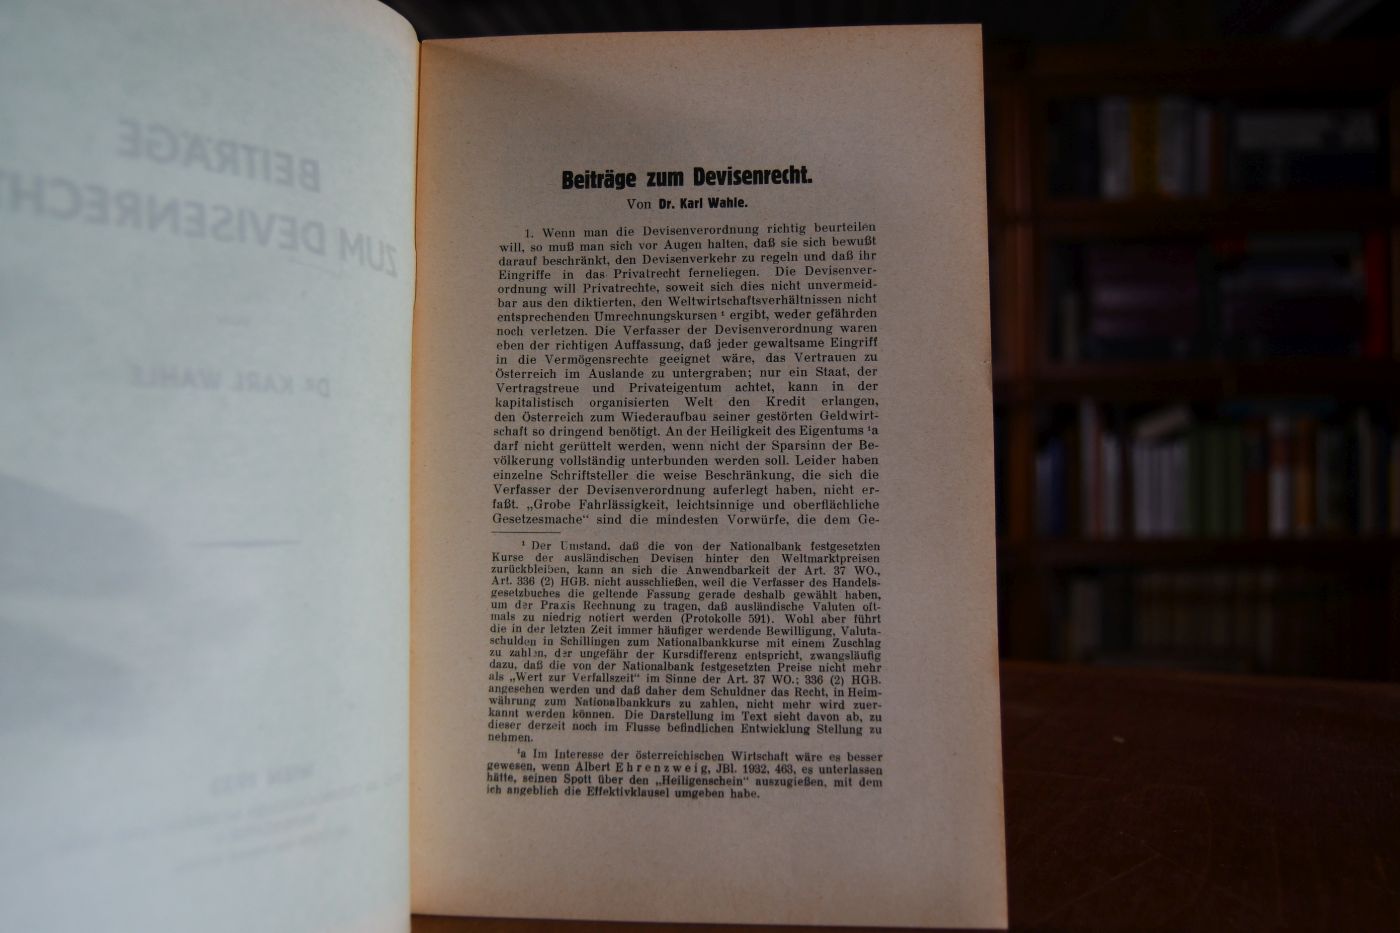 BEITRÄGE
ZUM DEVISENRECHT
DR KARL WAHLE
WIEN 1933
Beiträge zum Devisenrecht.
Von Dr. Karl Wahle.
1. Wenn man die Devisenverordnung richtig beurteilen
will, so muß man sich vor Augen halten, daß sie sich bewußt
darauf beschränkt, den Devisenverkehr zu regeln und daß ihr
Eingriffe in das Privatrecht ferneliegen. Die Devisenver-
ordnung will Privatrechte, soweit sich dies nicht unvermeid-
bar aus den diktierten, den Weltwirtschaftsverhältnissen nicht
entsprechenden Umrechnungskursen ¹ ergibt, weder gefährden
noch verletzen. Die Verfasser der Devisenverordnung waren
eben der richtigen Auffassung, daß jeder gewaltsame Eingriff
in die Vermögensrechte geeignet wäre, das Vertrauen zu
Österreich im Auslande zu untergraben; nur ein Staat, der
Vertragstreue und Privateigentum achtet, kann in der
kapitalistisch organisierten Welt den Kredit erlangen,
den Österreich zum Wiederaufbau seiner gestörten Geldwirt-
schaft so dringend benötigt. An der Heiligkeit des Eigentums ¹a
darf nicht gerüttelt werden, wenn nicht der Sparsinn der Be-
völkerung vollständig unterbunden werden soll. Leider haben
einzelne Schriftsteller die weise Beschränkung, die sich die
Verfasser der Devisenverordnung auferlegt haben, nicht er-
faßt. „Grobe Fahrlässigkeit, leichtsinnige und oberflächliche
Gesetzesmache“ sind die mindesten Vorwürfe, die dem Ge-
¹ Der Umstand, daß die von der Nationalbank festgesetzten
Kurse der ausländischen Devisen hinter den Weltmarktpreisen
zurückbleiben, kann an sich die Anwendbarkeit der Art. 37 WO.,
Art. 336 (2) HGB. nicht ausschließen, weil die Verfasser des Handels-
gesetzbuches die geltende Fassung gerade deshalb gewählt haben,
um der Praxis Rechnung zu tragen, daß ausländische Valuten oft-
mals zu niedrig notiert werden (Protokolle 591). Wohl aber führt
die in der letzten Zeit immer häufiger werdende Bewilligung, Valuta-
schulden in Schillingen zum Nationalbankkurse mit einem Zuschlag
zu zahlen, der ungefähr der Kursdifferenz entspricht, zwangsläufig
dazu, daß die von der Nationalbank festgesetzten Preise nicht mehr
als „Wert zur Verfallszeit“ im Sinne der Art. 37 WO.; 336 (2) HGB.
angesehen werden und daß daher dem Schuldner das Recht, in Heim-
währung zum Nationalbankkurs zu zahlen, nicht mehr wird zuer-
kannt werden können. Die Darstellung im Text sieht davon ab, zu
dieser derzeit noch im Flusse befindlichen Entwicklung Stellung zu
nehmen.
¹a Im Interesse der österreichischen Wirtschaft wäre es besser
gewesen, wenn Albert Ehrenzweig, JBl. 1932, 463, es unterlassen
hätte, seinen Spott über den „Heiligenschein“ auszugießen, mit dem
ich angeblich die Effektivklausel umgeben habe.